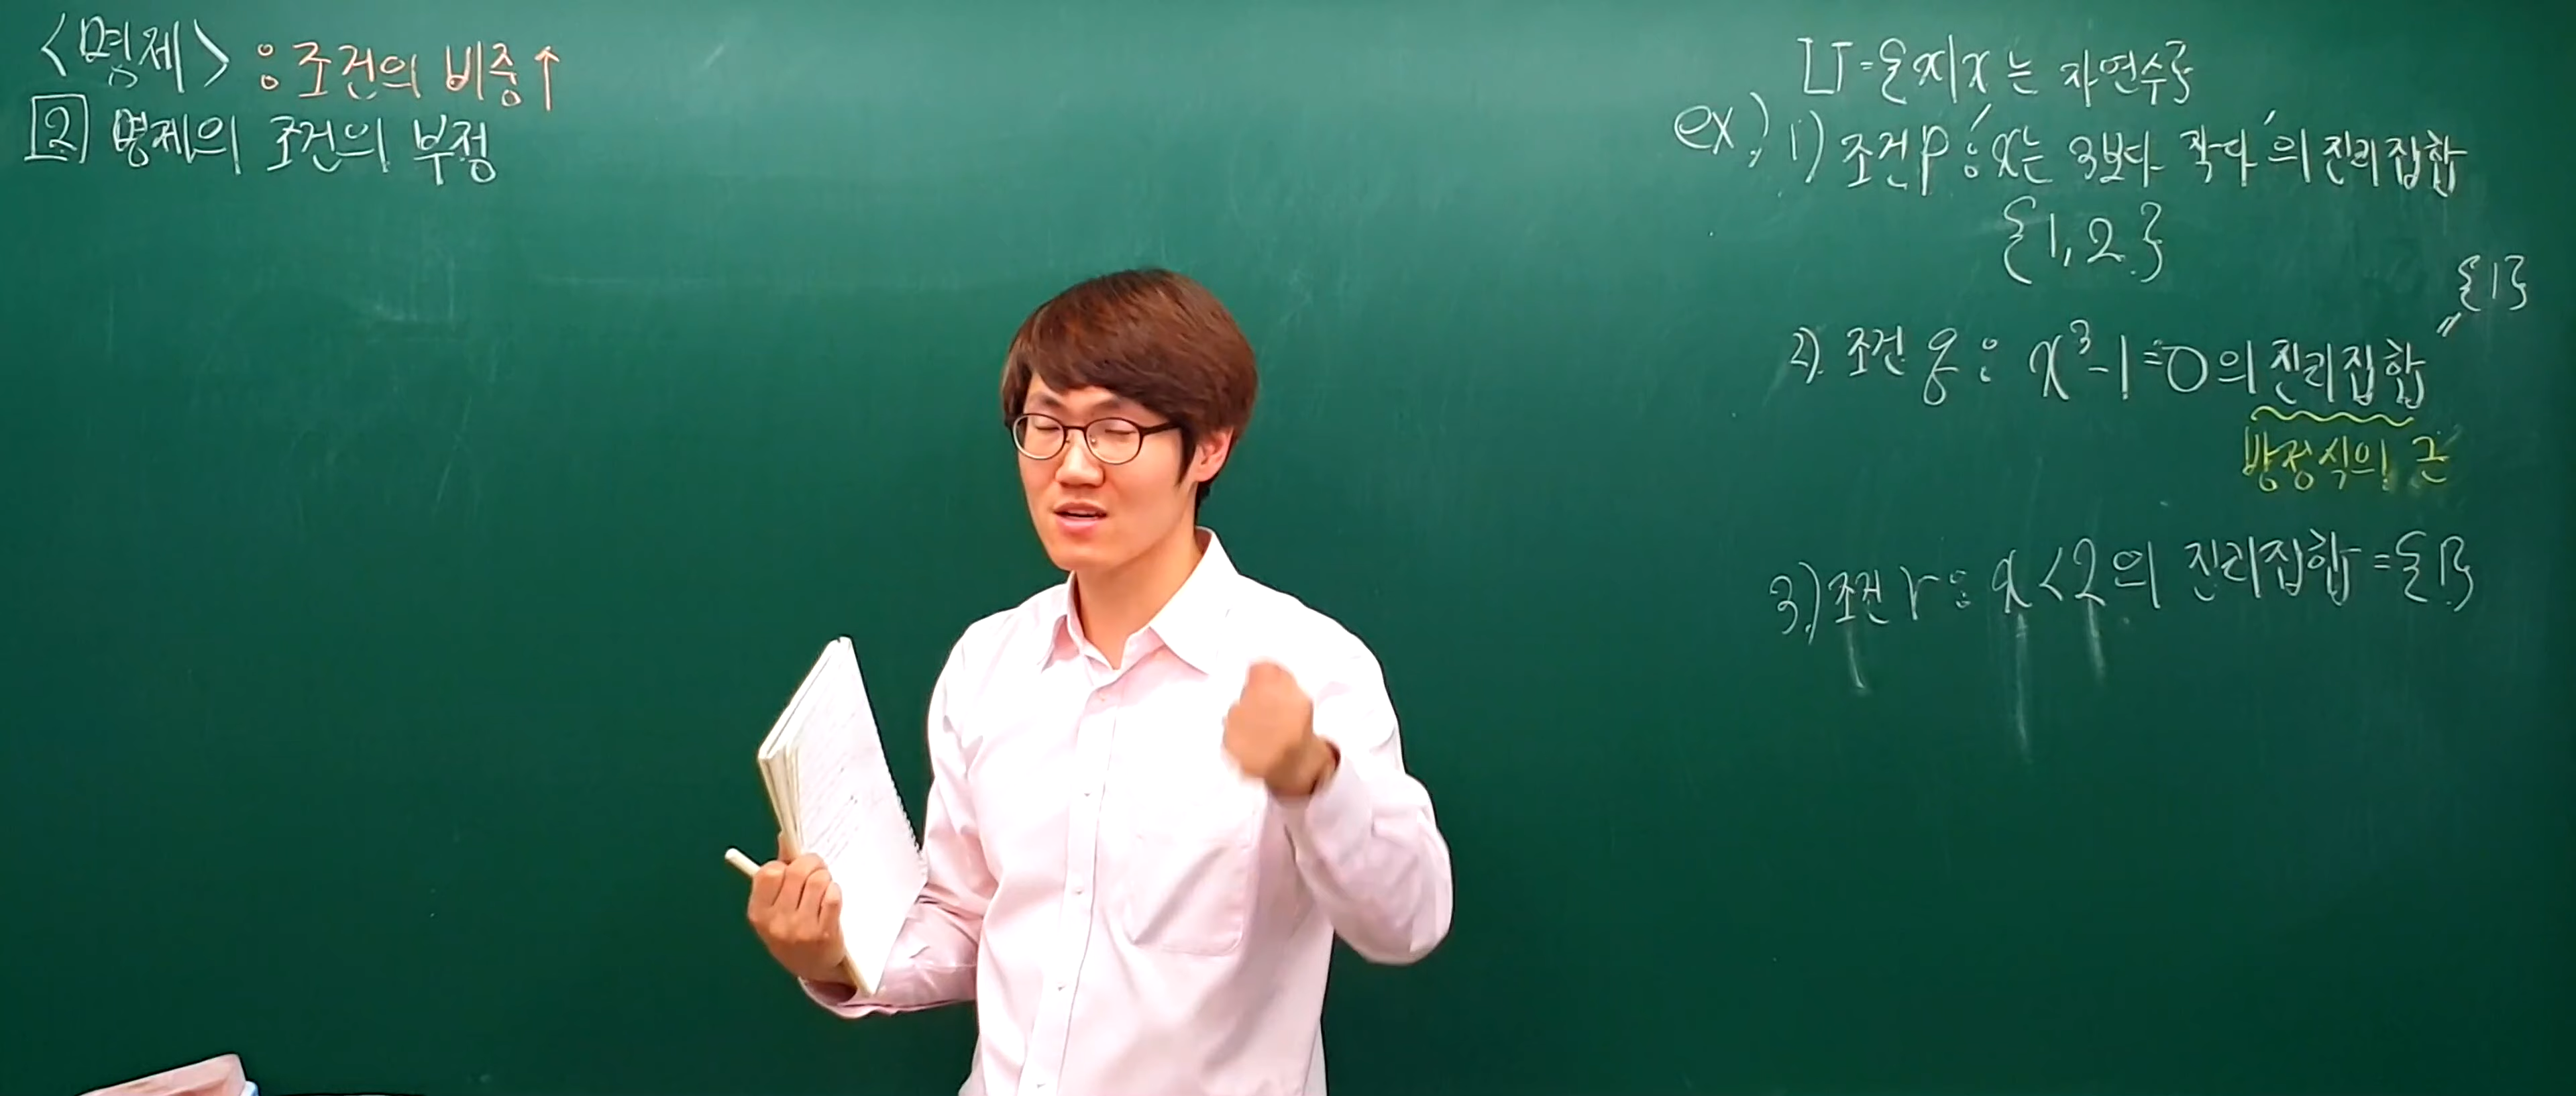 <명제> : 조건의 비중↑
[2] 명제의 조건의 부정
U={x|x는 자연수}
ex) 1) 조건 p: 'x는 3보다 작다'의 진리집합
{1,2}
2) 조건 q: x³-1=0의 진리집합 = {1}
방정식의 근
3) 조건 r: x<2의 진리집합={1}